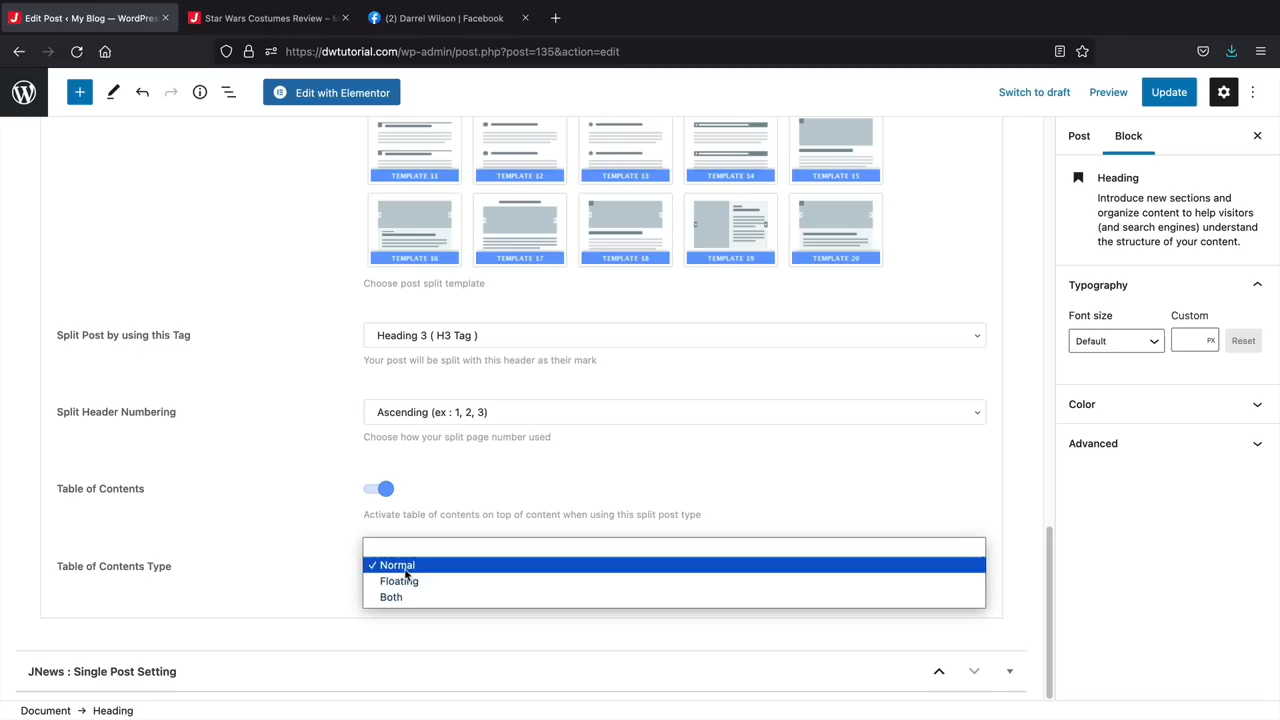 Edit Post ‹ My Blog — WordPres
Star Wars Costumes Review –
(2) Darrel Wilson | Facebook
https://dwtutorial.com/wp-admin/post.php?post=135&action=edit
Edit with Elementor
Switch to draft
Preview
Update
Post
Block
Heading
Introduce new sections and
organize content to help visitors
(and search engines) understand
the structure of your content.
Typography
Font size
Custom
Default
PX
Reset
Color
Advanced
TEMPLATE 11
TEMPLATE 12
TEMPLATE 13
TEMPLATE 14
TEMPLATE 15
TEMPLATE 16
TEMPLATE 17
TEMPLATE 18
TEMPLATE 19
TEMPLATE 20
Choose post split template
Split Post by using this Tag
Heading 3 ( H3 Tag )
Your post will be split with this header as their mark
Split Header Numbering
Ascending (ex : 1, 2, 3)
Choose how your split page number used
Table of Contents
Activate table of contents on top of content when using this split post type
Table of Contents Type
✓ Normal
Floating
Both
JNews : Single Post Setting
Document → Heading